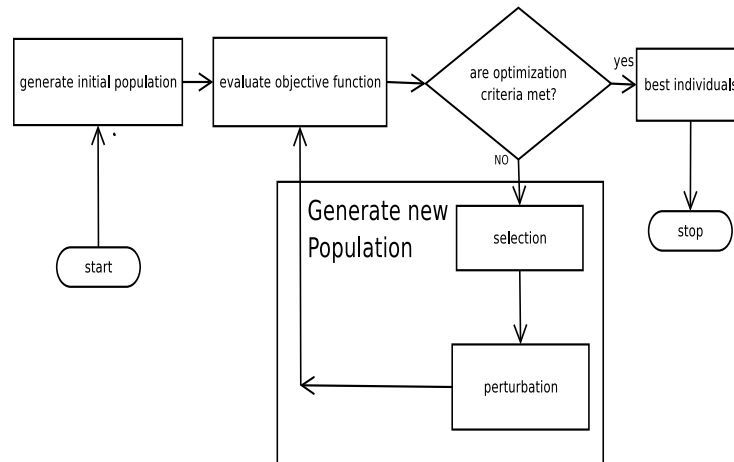 generate initial population
evaluate objective function
are optimization
criteria met?
yes
best individuals
NO
Generate new
Population
selection
start
stop
perturbation